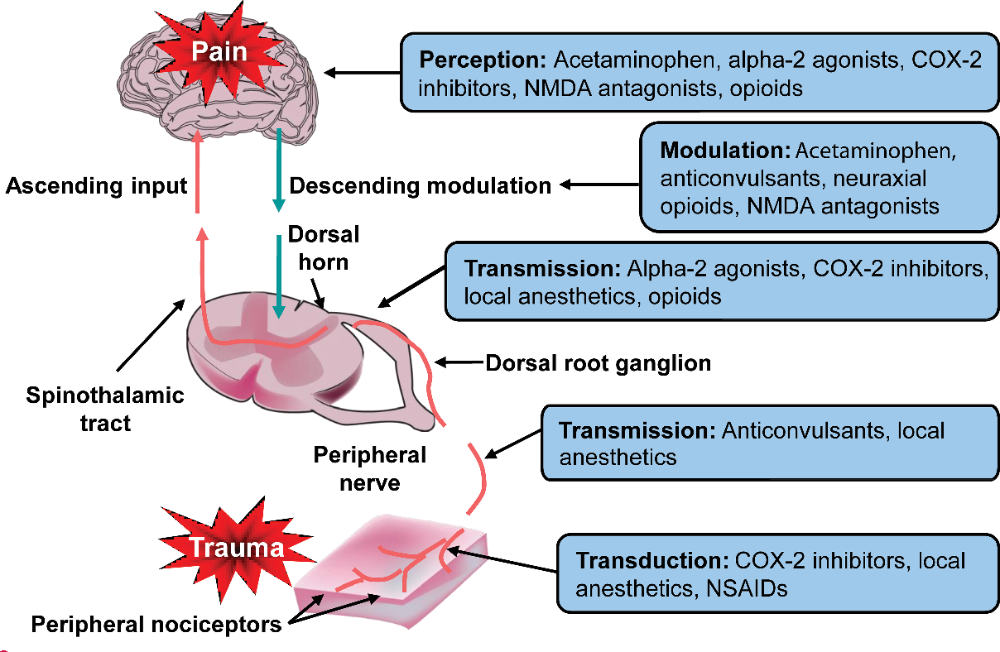 Pain
Perception: Acetaminophen, alpha-2 agonists, COX-2
inhibitors, NMDA antagonists, opioids
Modulation: Acetaminophen,
anticonvulsants, neuraxial
opioids, NMDA antagonists
Ascending input
Descending modulation
Dorsal
horn
Transmission: Alpha-2 agonists, COX-2 inhibitors,
local anesthetics, opioids
Dorsal root ganglion
Spinothalamic
tract
Transmission: Anticonvulsants, local
anesthetics
Peripheral
nerve
Trauma
Transduction: COX-2 inhibitors, local
anesthetics, NSAIDs
Peripheral nociceptors